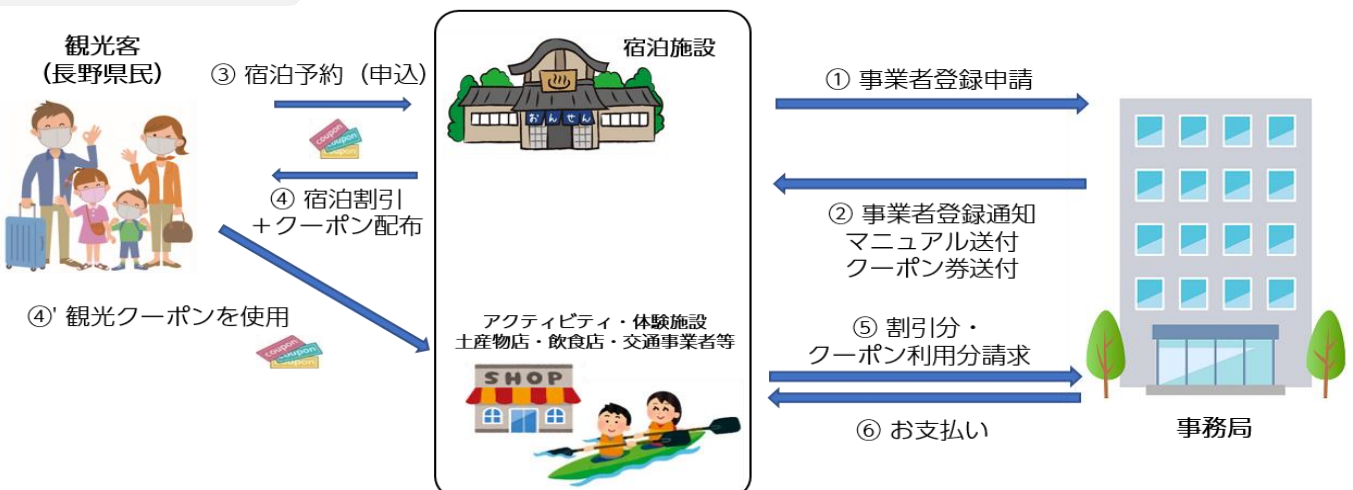 観光客
（長野県民）
③ 宿泊予約（申込）
coupon
coupon
④ 宿泊割引
＋クーポン配布
④' 観光クーポンを使用
coupon
coupon
宿泊施設
おんせん
アクティビティ・体験施設
土産物店・飲食店・交通事業者等
SHOP
① 事業者登録申請
② 事業者登録通知
マニュアル送付
クーポン券送付
⑤ 割引分・
クーポン利用分請求
⑥ お支払い
事務局